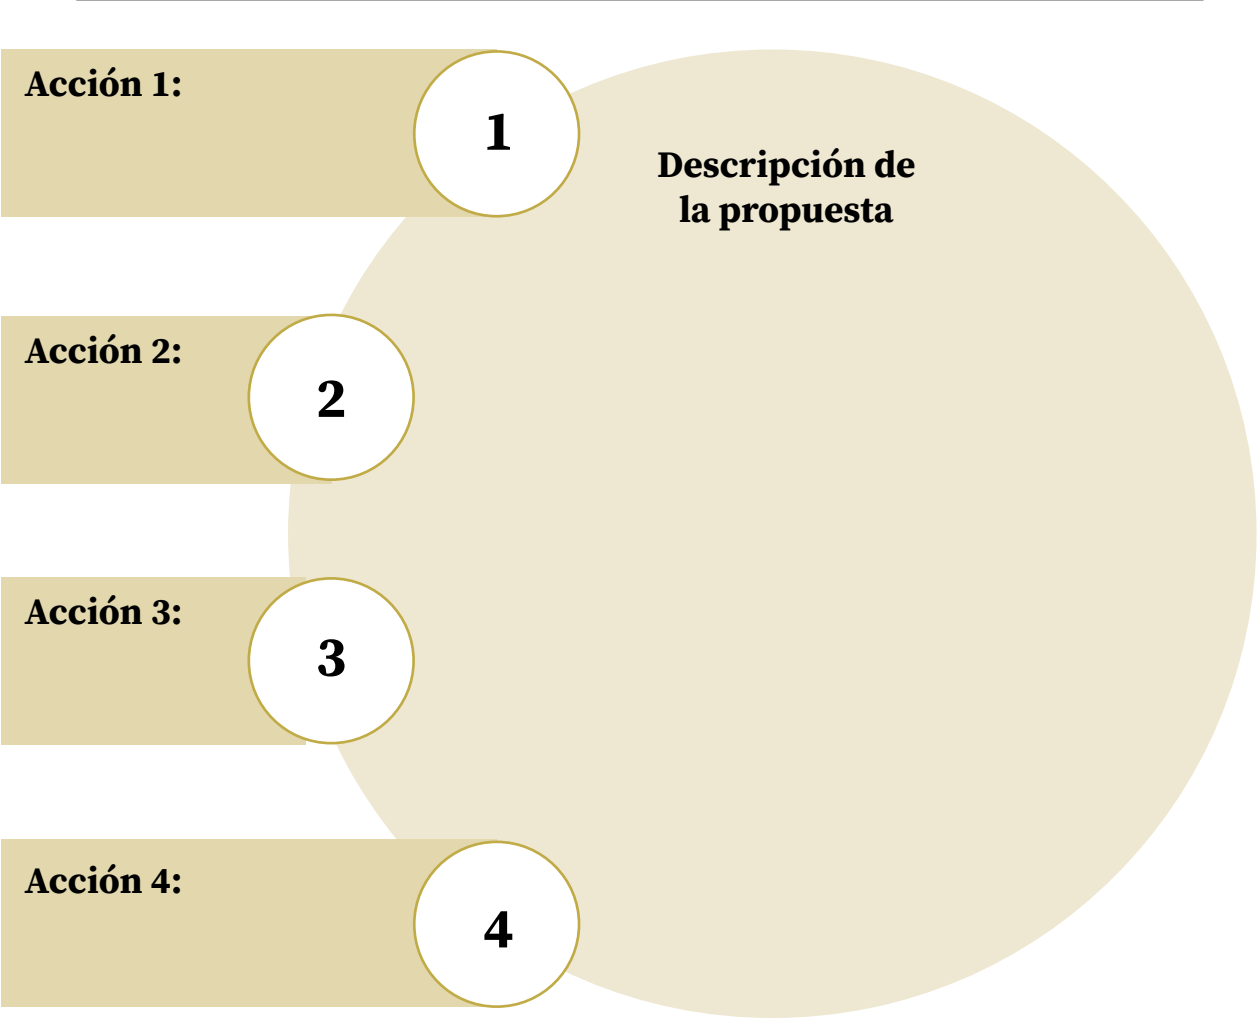 Acción 1:
1
Descripción de
la propuesta
Acción 2:
2
Acción 3:
3
Acción 4:
4